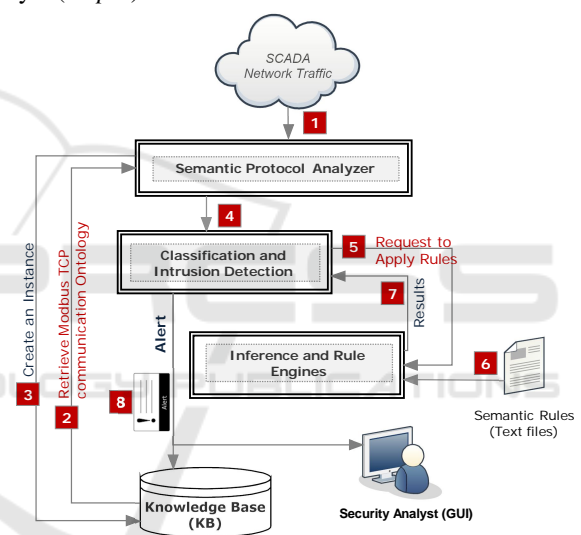 SCADA
Network Traffic
1
Semantic Protocol Analyzer
4
Classification and
Intrusion Detection
5
Request to
Apply Rules
7
Results
Inference and Rule
Engines
6
Semantic Rules
(Text files)
Create an Instance
3
Retrieve Modbus TCP
communication Ontology
2
Alert
8
Alert
Knowledge Base
(KB)
Security Analyst (GUI)